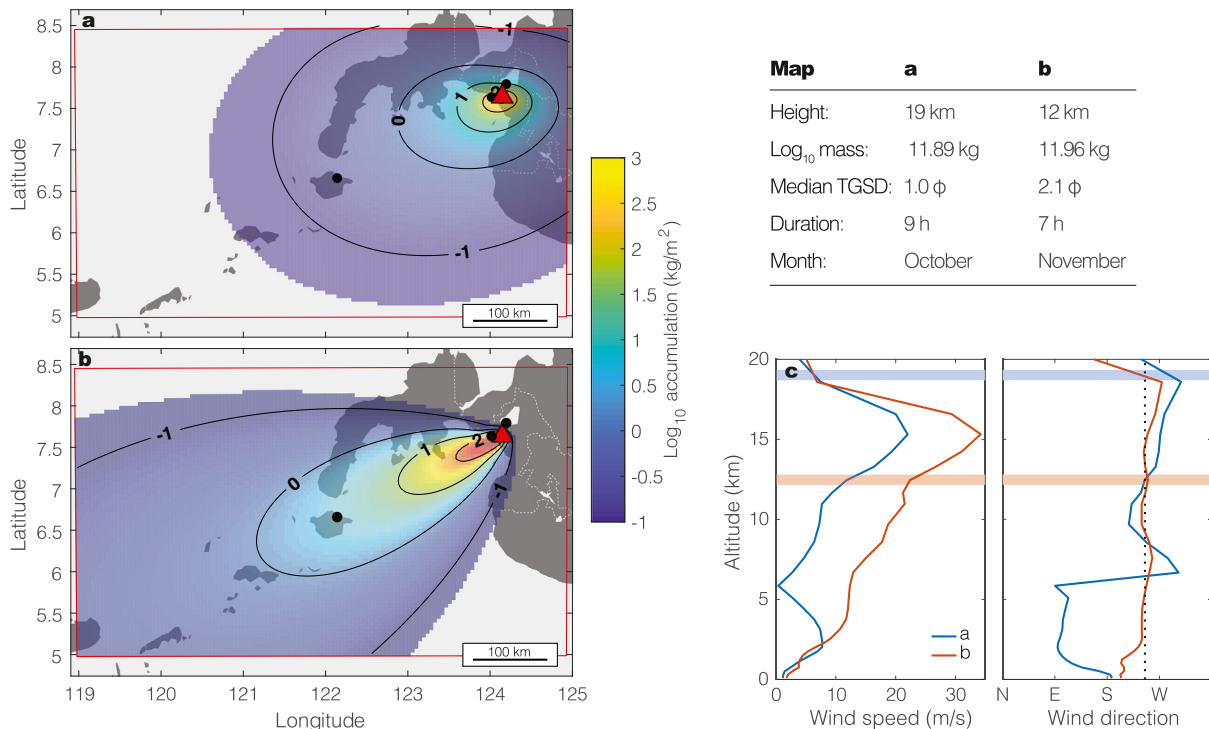 a
8.5
8
7.5
7
6.5
6
5.5
5
Latitude
-1
0
1
2
-1
100 km
b
8.5
8
7.5
7
6.5
6
5.5
5
Latitude
-1
0
1
2
-1
100 km
119 120 121 122 123 124 125
Longitude
3
2.5
2
1.5
1
0.5
0
-0.5
-1
Log10 accumulation (kg/m2)
Map a b
Height: 19 km 12 km
Log10 mass: 11.89 kg 11.96 kg
Median TGSD: 1.0 φ 2.1 φ
Duration: 9 h 7 h
Month: October November
c
20
15
10
5
0
Altitude (km)
a
b
0 10 20 30
Wind speed (m/s)
N E S W
Wind direction